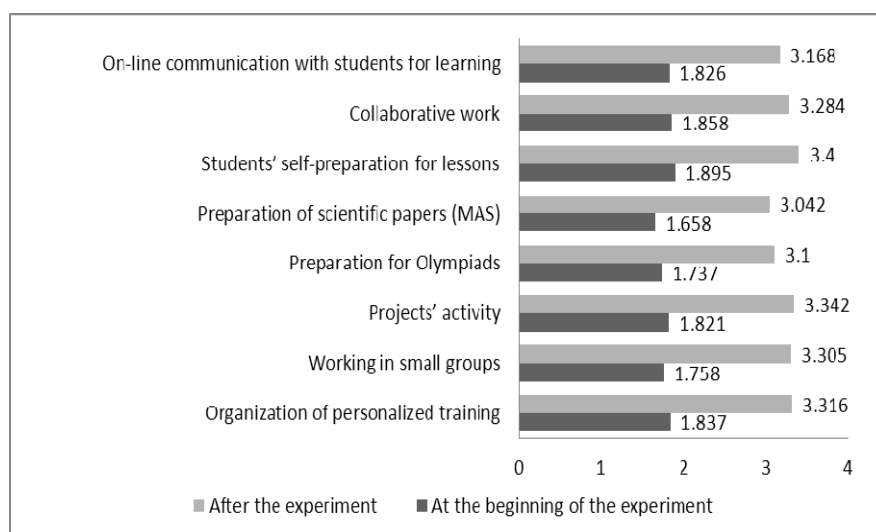 On-line communication with students for learning
3.168
1.826
Collaborative work
3.284
1.858
Students' self-preparation for lessons
3.4
1.895
Preparation of scientific papers (MAS)
3.042
1.658
Preparation for Olympiads
3.1
1.737
Projects' activity
3.342
1.821
Working in small groups
3.305
1.758
Organization of personalized training
3.316
1.837
0 1 2 3 4
After the experiment At the beginning of the experiment